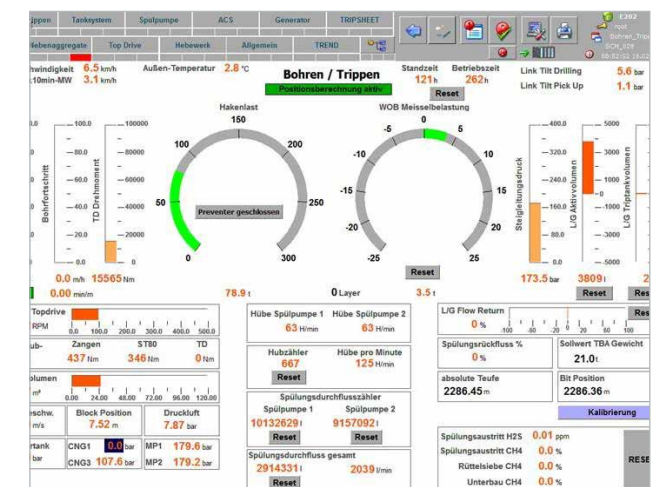 Tanksystem Spülpumpe ACS Generator TRIPSHEET
Top Drive Hebewerk Allgemein TREND
E202
root
6.5 km/h Außen-Temperatur 2.8 °C
:10min-MW 3.1 km/h
Bohren / Trippen
Positionsberechnung aktiv
Standzeit Betriebszeit
121h 262h
Reset
Link Tilt Drilling 5.6 bar
Link Tilt Pick Up 1.1 bar
Hakenlast
WOB Meisselbelastung
0 50 100 150 200 300
-25 -20 -15 -10 -5 0 5 10 15 20 25
Preventer geschlossen
Bohrfortschritt
100.0
80.0
60.0
40.0
20.0
0.0
TD Drehmoment
100000
80000
60000
40000
20000
0
Steigleitungsdruck
400.0
320.0
240.0
160.0
80.0
0.0
L/G Aktivvolumen
5000
3000
1000
-1000
-3000
-5000
L/G Triptankvolumen
Reset
0.0 m/h 15565 Nm
173.5 bar 3809 l
Reset
0.00 m/min
78.9 t
0 Layer
3.5 t
Topdrive
RPM
0.0 100.0 200.0 300.0 400.0 500.0
Zangen ST80 TD
437 Nm 346 Nm 0 Nm
0.00 24.00 48.00 72.00 96.00 120.00
m³
Block Position Druckluft
m/s 7.52 m 7.87 bar
CNG1 0.0 bar MP1 179.6 bar
bar CNG3 107.6 bar MP2 179.2 bar
Hübe Spülpumpe 1 Hübe Spülpumpe 2
63 H/min 63 H/min
Hubzähler Hübe pro Minute
667 125 H/min
Reset
Spülungsdurchflusszähler
Spülpumpe 1 Spülpumpe 2
10132629 l 9157092 l
Reset Reset
Spülungsdurchfluss gesamt
2914331 l 2039 l/min
Reset
L/G Flow Return
0 %
-100 -60 -20 20 60 100
Spülungsrückfluss % Sollwert TBA Gewicht
0 % 21.0 t
absolute Teufe Bit Position
2286.45 m 2286.36 m
Kalibrierung
Spülungsaustritt H2S 0.01 ppm
Spülungsaustritt CH4 0.0 %
Rüttelsiebe CH4 0.0 %
Unterbau CH4 0.0 %